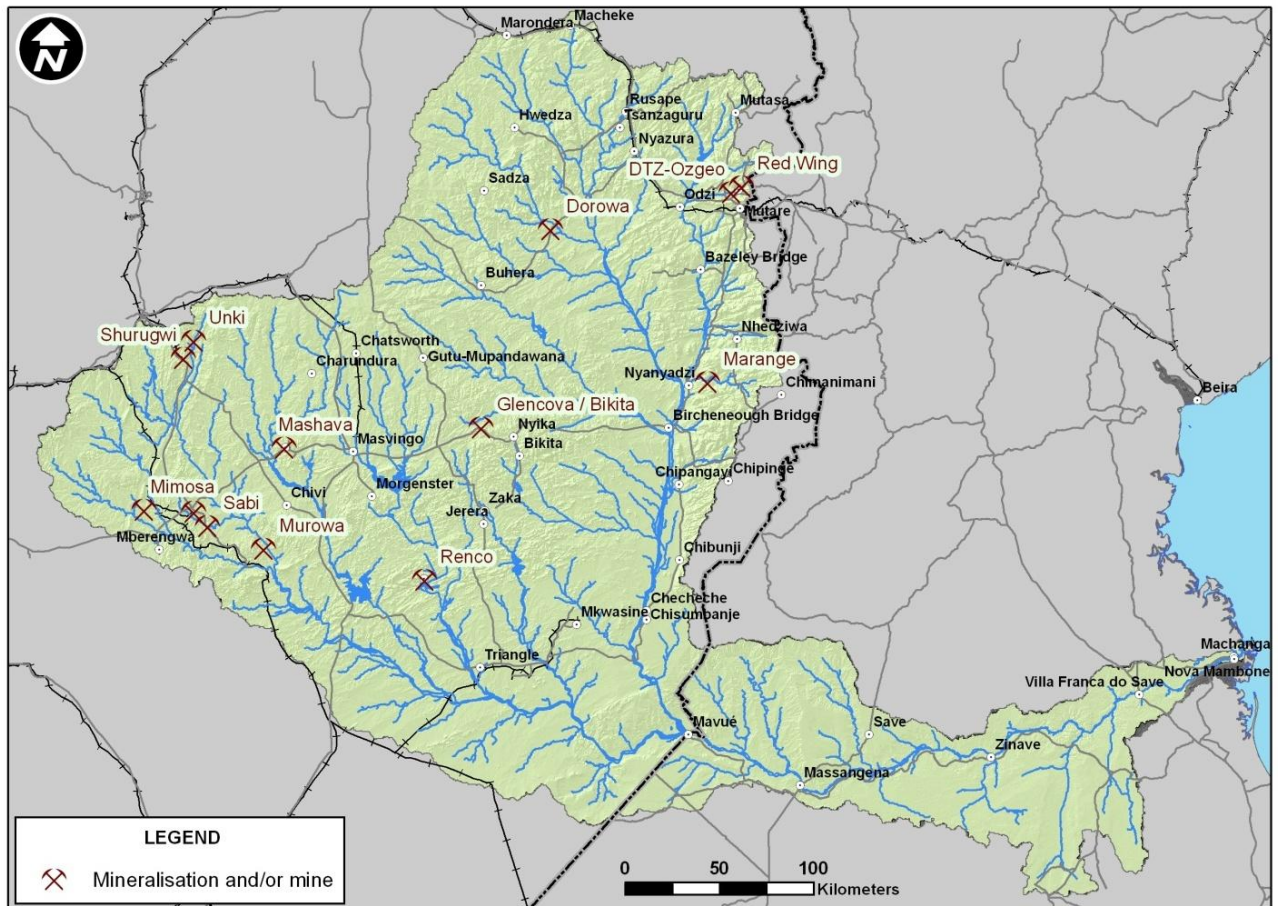 N
Marondera
Macheke
Rusape
Mutasa
Hwedza
Tsanzaguru
Nyazura
DTZ-Ozgeo
Red Wing
Sadza
Odzi
Dorowa
Mutare
Bazeley Bridge
Buhera
Unki
Shurugwi
Chatsworth
Nhedziwa
Charundura
Gutu-Mupandawana
Marange
Nyanyadzi
Chimanimani
Beira
Glencova / Bikita
Bircheneough Bridge
Mashava
Masvingo
Nyika
Bikita
Chipangayi
Chipinge
Mimosa
Sabi
Chivi
Morgenster
Zaka
Jerera
Murowa
Mberengwa
Renco
Chibunji
Checheche
Mkwasine
Chisumbanje
Triangle
Machanga
Nova Mambone
Villa Franca do Save
Mavué
Save
Zinave
Massangena
LEGEND
Mineralisation and/or mine
0 50 100
Kilometers